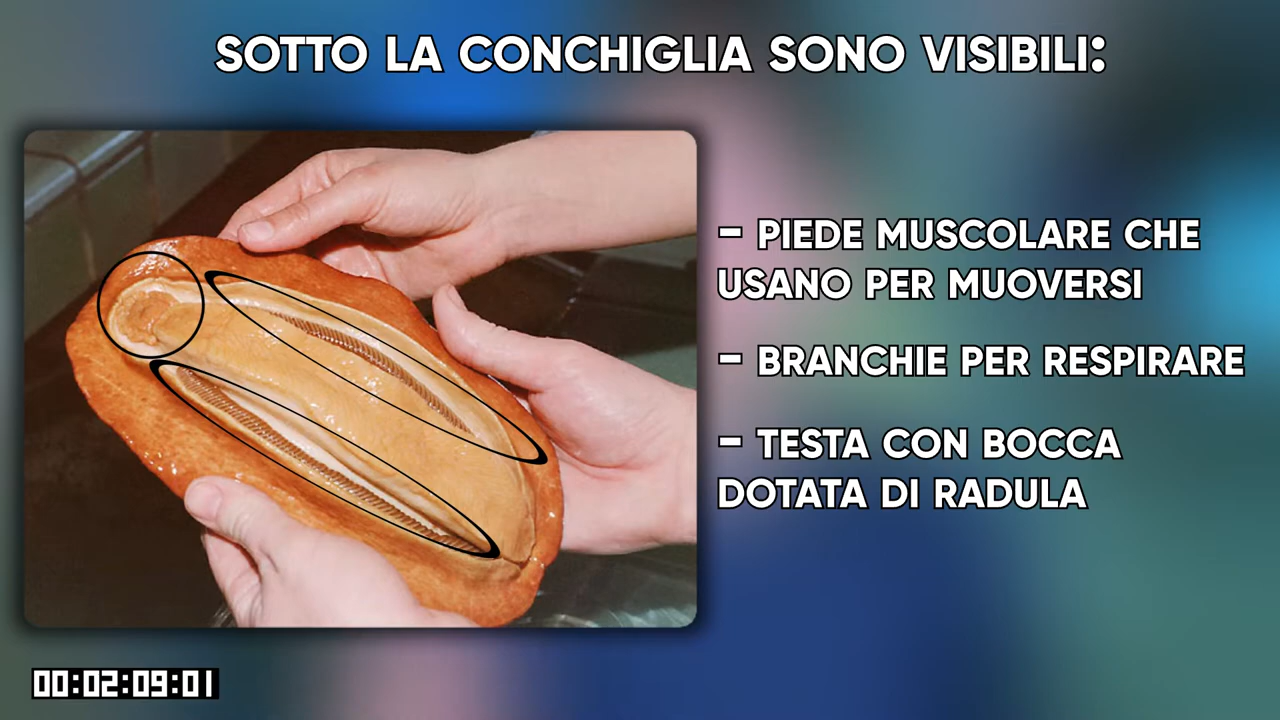 SOTTO LA CONCHIGLIA SONO VISIBILI:
- PIEDE MUSCOLARE CHE
USANO PER MUOVERSI
- BRANCHIE PER RESPIRARE
- TESTA CON BOCCA
DOTATA DI RADULA
00:02:09:01